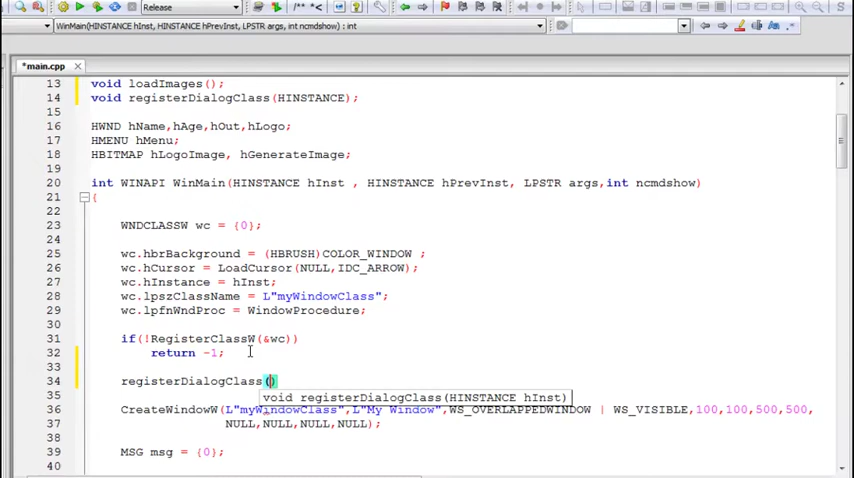 Release
/** *<
WinMain(HINSTANCE hInst, HINSTANCE hPrevInst, LPSTR args, int ncmdshow) : int
*main.cpp
13 void loadImages();
14 void registerDialogClass(HINSTANCE);
15
16 HWND hName,hAge,hOut,hLogo;
17 HMENU hMenu;
18 HBITMAP hLogoImage, hGenerateImage;
19
20 int WINAPI WinMain(HINSTANCE hInst , HINSTANCE hPrevInst, LPSTR args,int ncmdshow)
21 {
22
23 WNDCLASSW wc = {0};
24
25 wc.hbrBackground = (HBRUSH)COLOR_WINDOW ;
26 wc.hCursor = LoadCursor(NULL,IDC_ARROW);
27 wc.hInstance = hInst;
28 wc.lpszClassName = L"myWindowClass";
29 wc.lpfnWndProc = WindowProcedure;
30
31 if(!RegisterClassW(&wc))
32 return -1;
33
34 registerDialogClass()
35 void registerDialogClass(HINSTANCE hInst)
36 CreateWindowW(L"myWindowClass",L"My Window",WS_OVERLAPPEDWINDOW | WS_VISIBLE,100,100,500,500,
37 NULL,NULL,NULL,NULL);
38
39 MSG msg = {0};
40